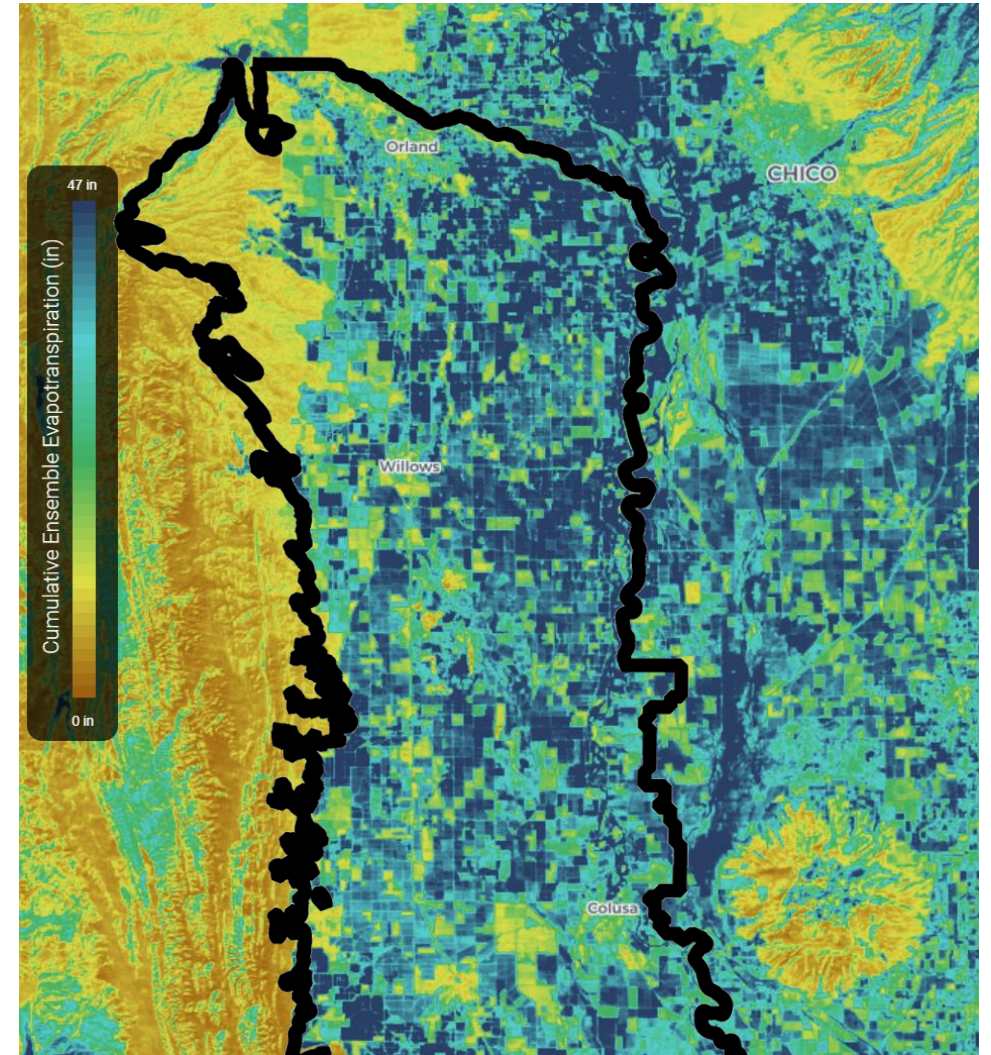 Orland
CHICO
47 in
Cumulative Ensemble Evapotranspiration (in)
Willows
0 in
Colusa